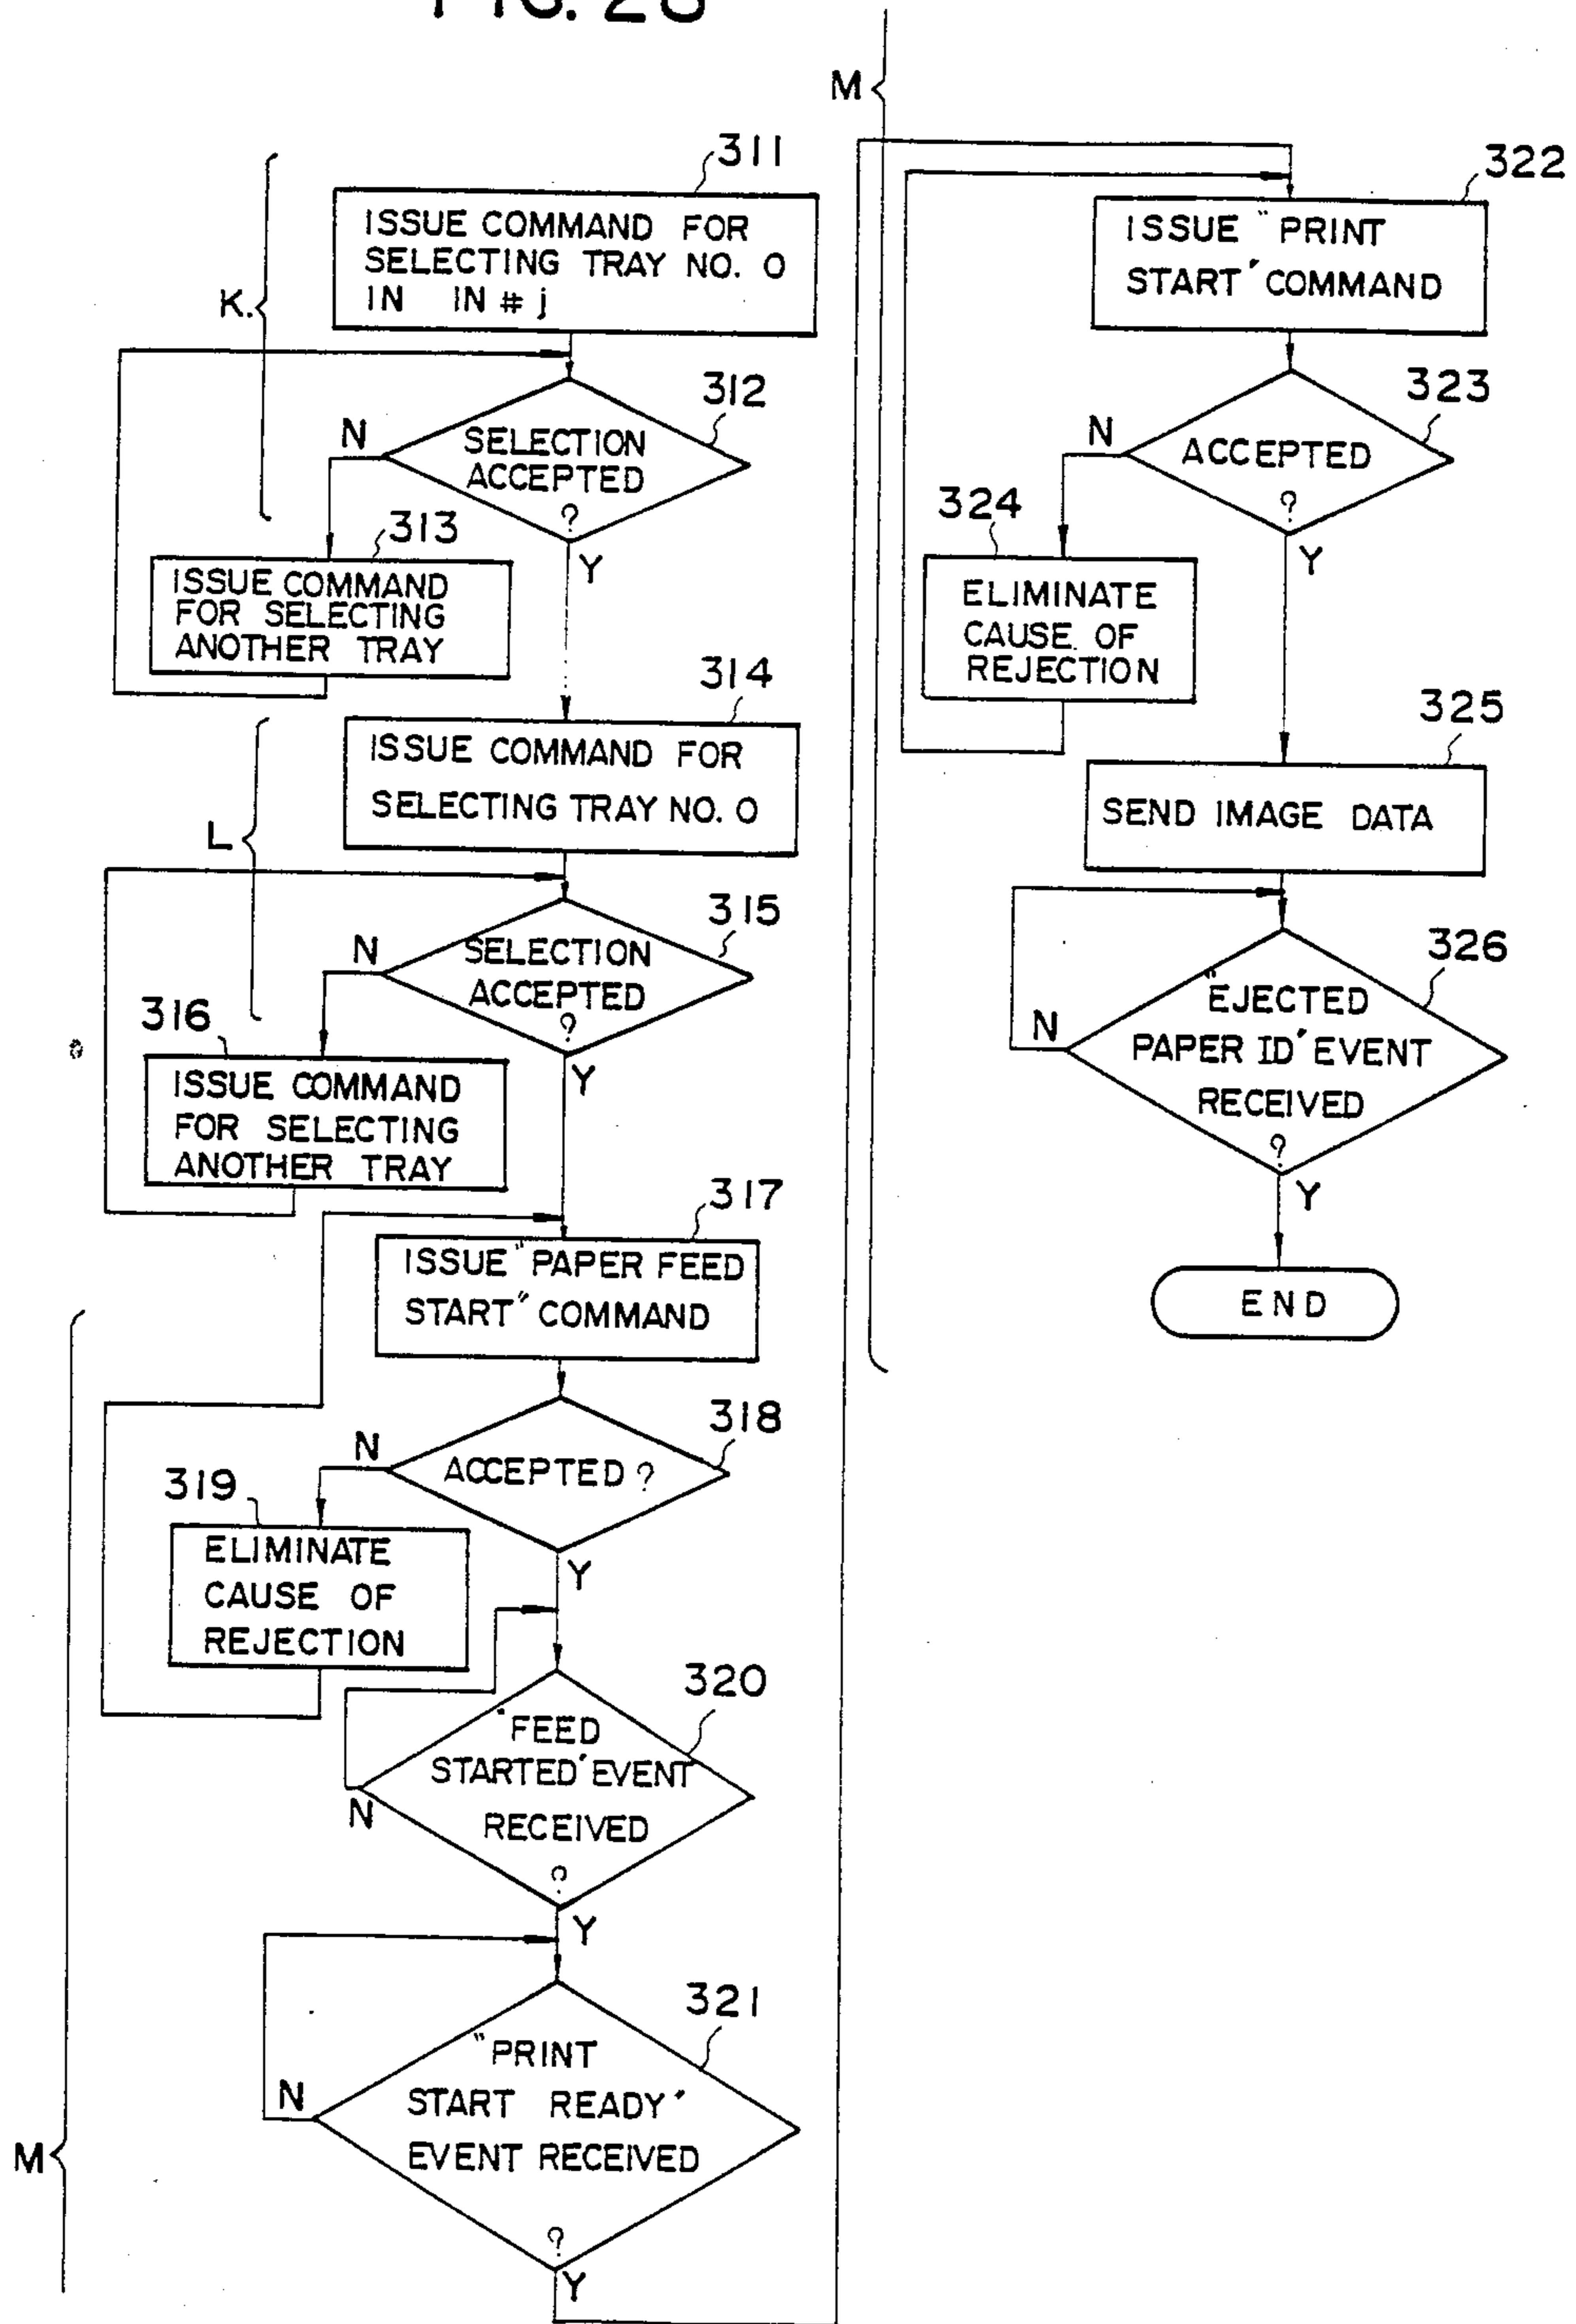 K.
311
ISSUE COMMAND FOR
SELECTING TRAY NO. 0
IN IN # j
312
N
SELECTION
ACCEPTED
?
Y
313
ISSUE COMMAND
FOR SELECTING
ANOTHER TRAY
L
314
ISSUE COMMAND FOR
SELECTING TRAY NO. 0
315
N
SELECTION
ACCEPTED
?
Y
316
ISSUE COMMAND
FOR SELECTING
ANOTHER TRAY
M
317
ISSUE "PAPER FEED
START" COMMAND
318
N
ACCEPTED ?
Y
319
ELIMINATE
CAUSE OF
REJECTION
320
"FEED
STARTED' EVENT
RECEIVED
?
N
Y
321
"PRINT
START READY"
EVENT RECEIVED
?
N
Y
M
322
ISSUE "PRINT
START' COMMAND
323
N
ACCEPTED
?
Y
324
ELIMINATE
CAUSE. OF
REJECTION
325
SEND IMAGE DATA
326
"EJECTED
PAPER ID' EVENT
RECEIVED
?
N
Y
END